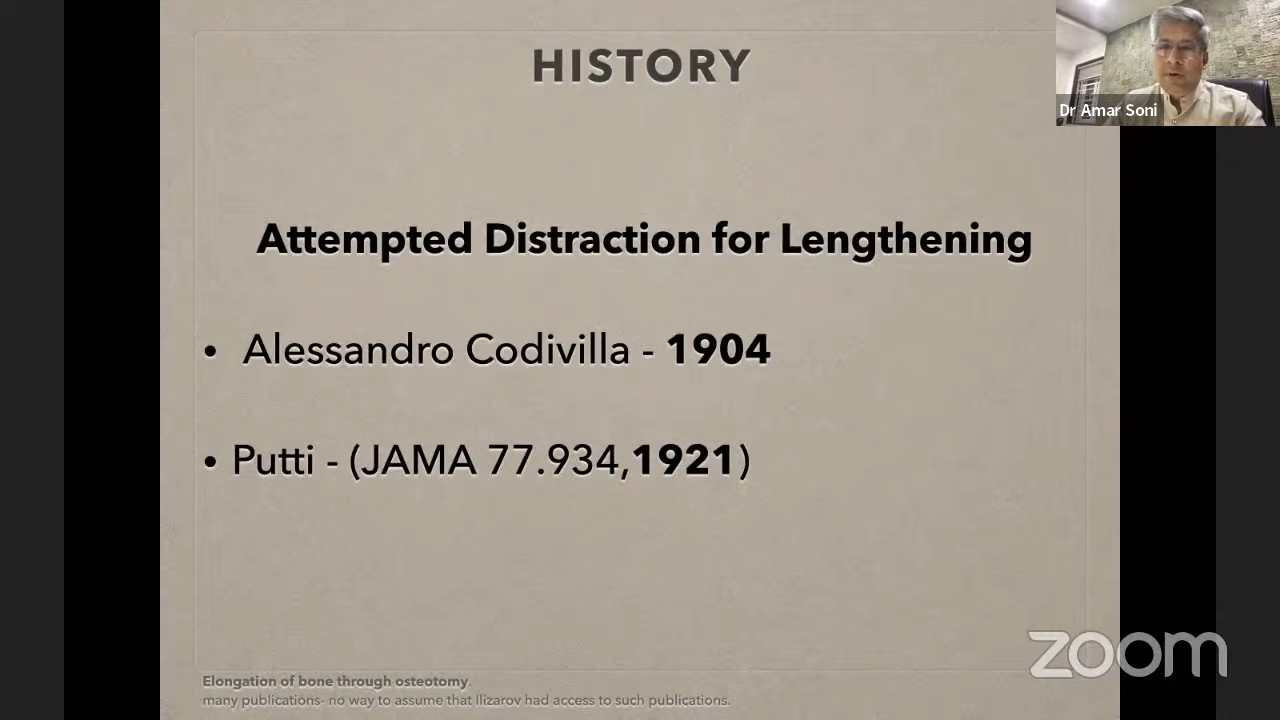 HISTORY
Dr Amar Soni
Attempted Distraction for Lengthening
• Alessandro Codivilla - 1904
• Putti - (JAMA 77.934,1921)
zoom
Elongation of bone through osteotomy.
many publications- no way to assume that Ilizarov had access to such publications.